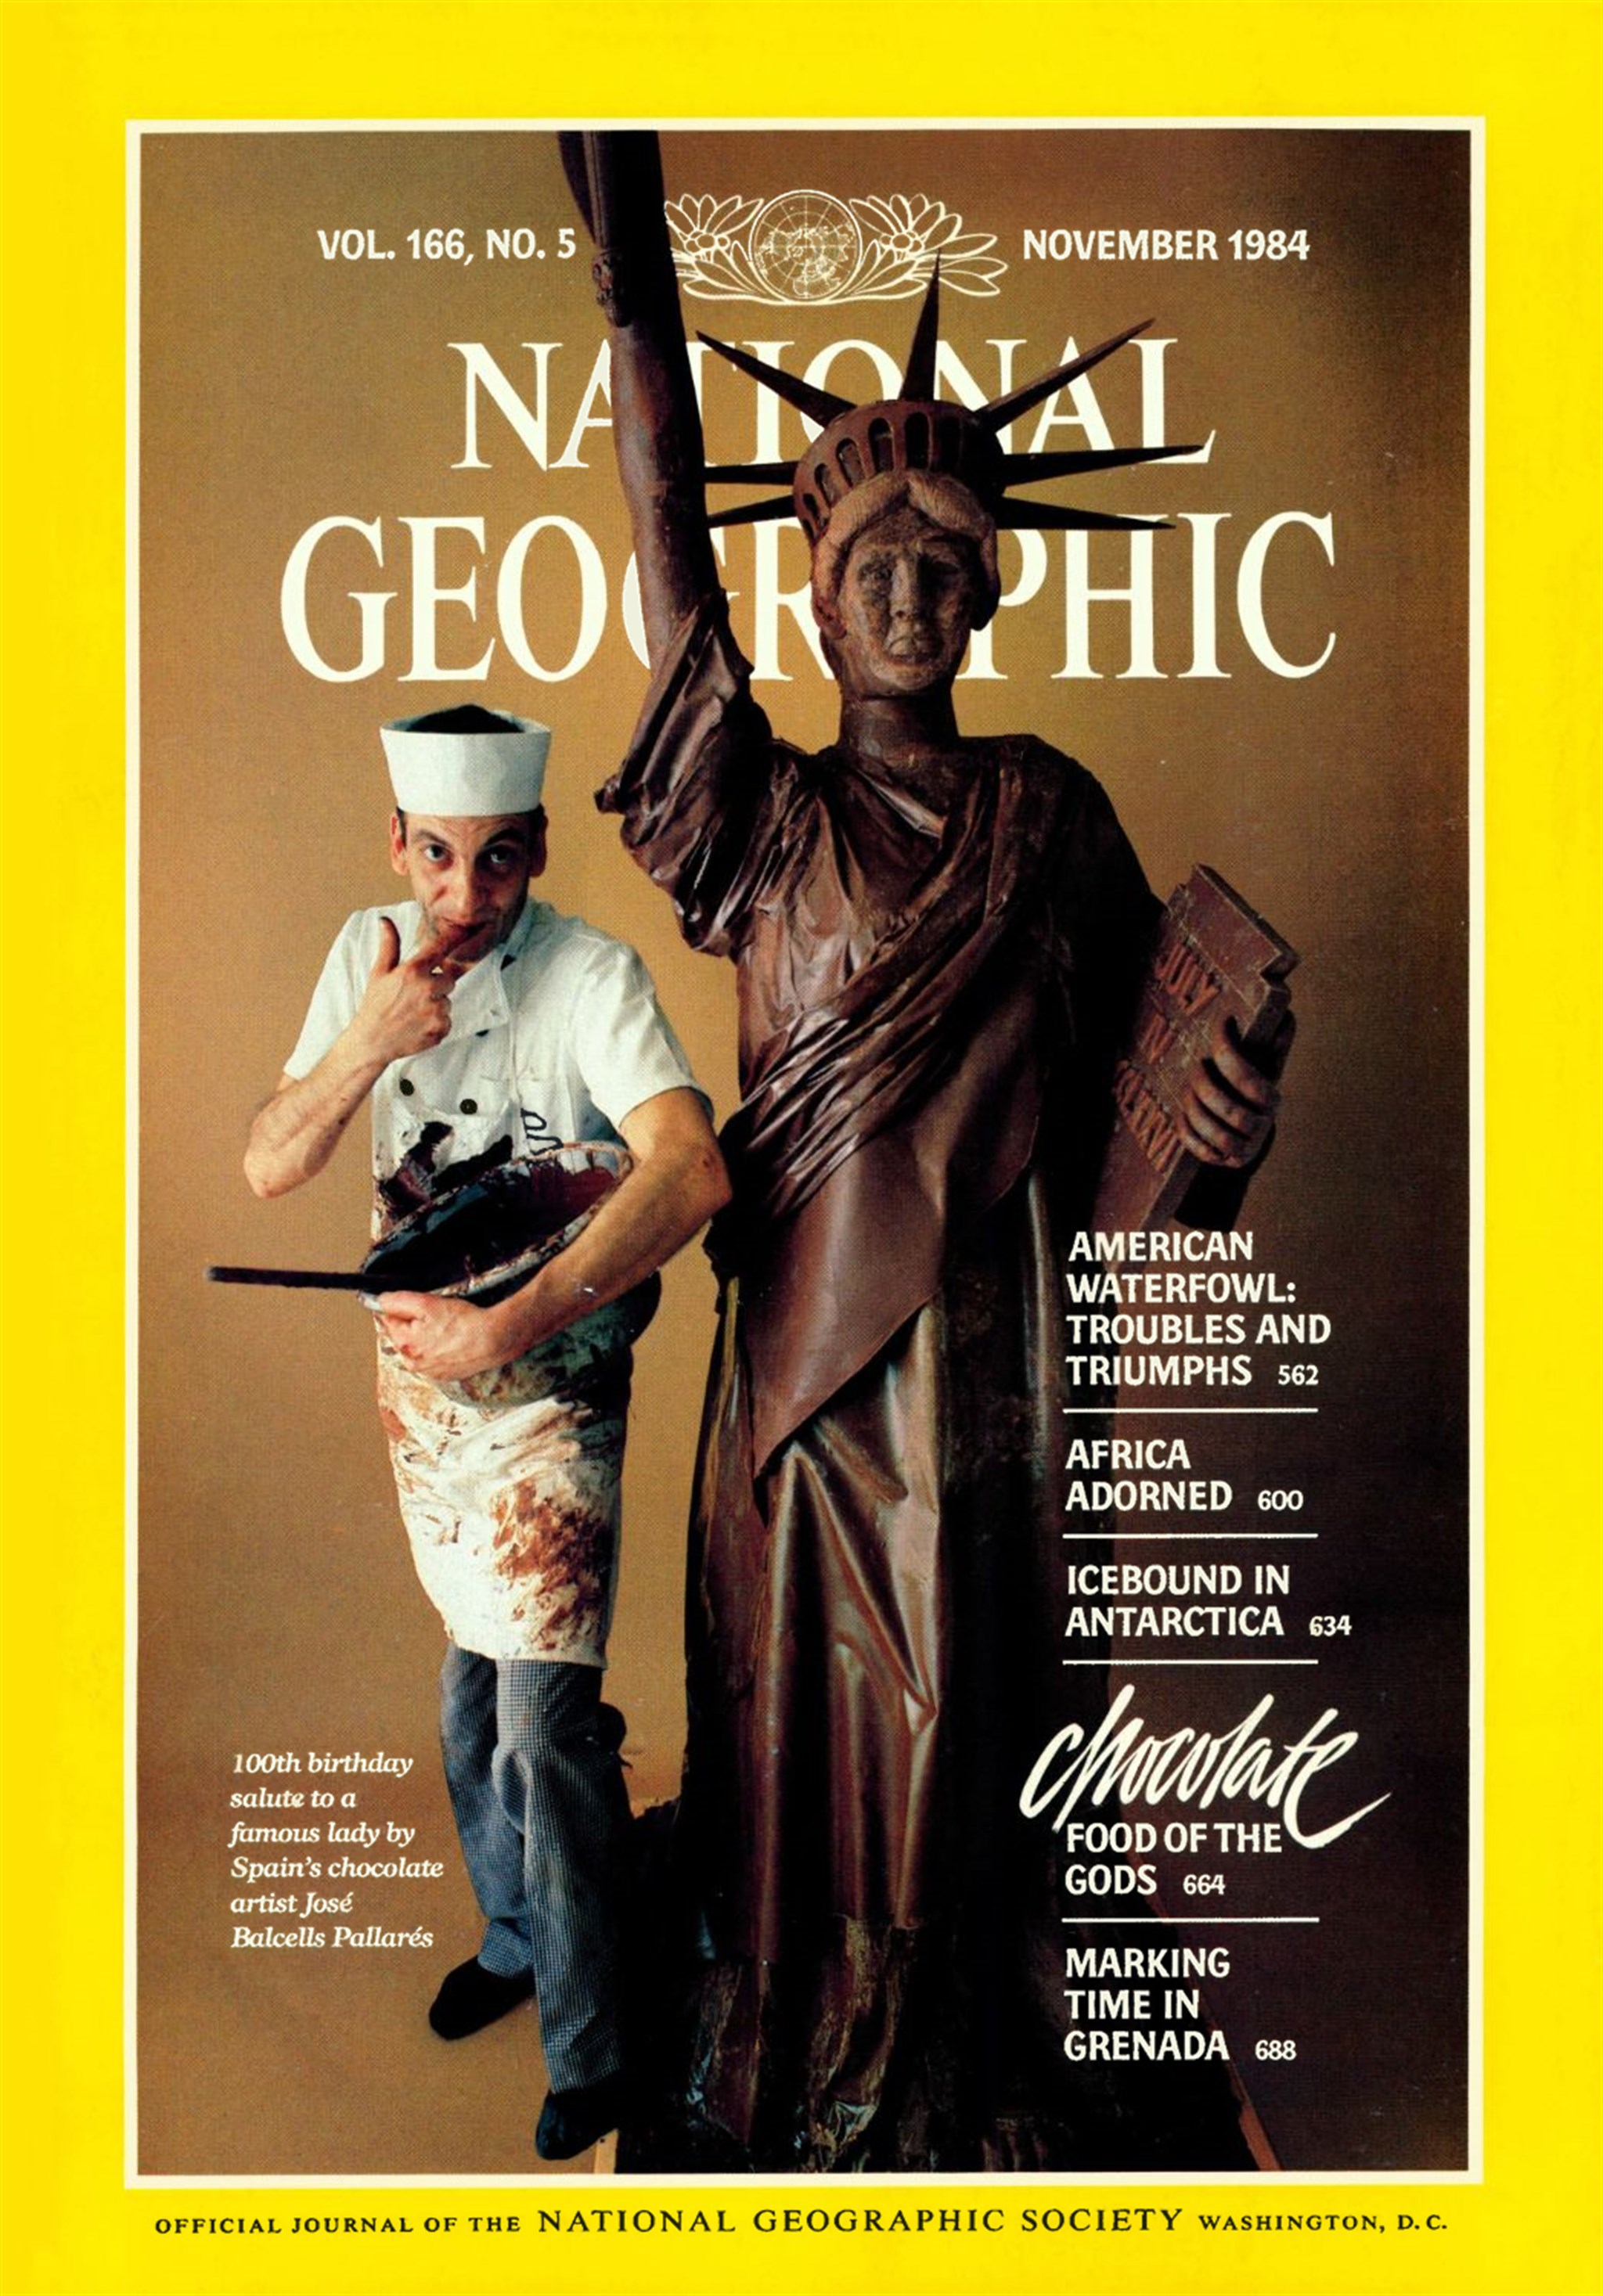 VOL. 166, NO. 5
NOVEMBER 1984
NATIONAL
GEOGRAPHIC
JULY
IV
AMERICAN
WATERFOWL:
TROUBLES AND
TRIUMPHS 562
AFRICA
ADORNED 600
ICEBOUND IN
ANTARCTICA 634
chocolate
FOOD OF THE
GODS 664
MARKING
TIME IN
GRENADA 688
100th birthday
salute to a
famous lady by
Spain's chocolate
artist José
Balcells Pallarés
OFFICIAL JOURNAL OF THE NATIONAL GEOGRAPHIC SOCIETY WASHINGTON, D.C.